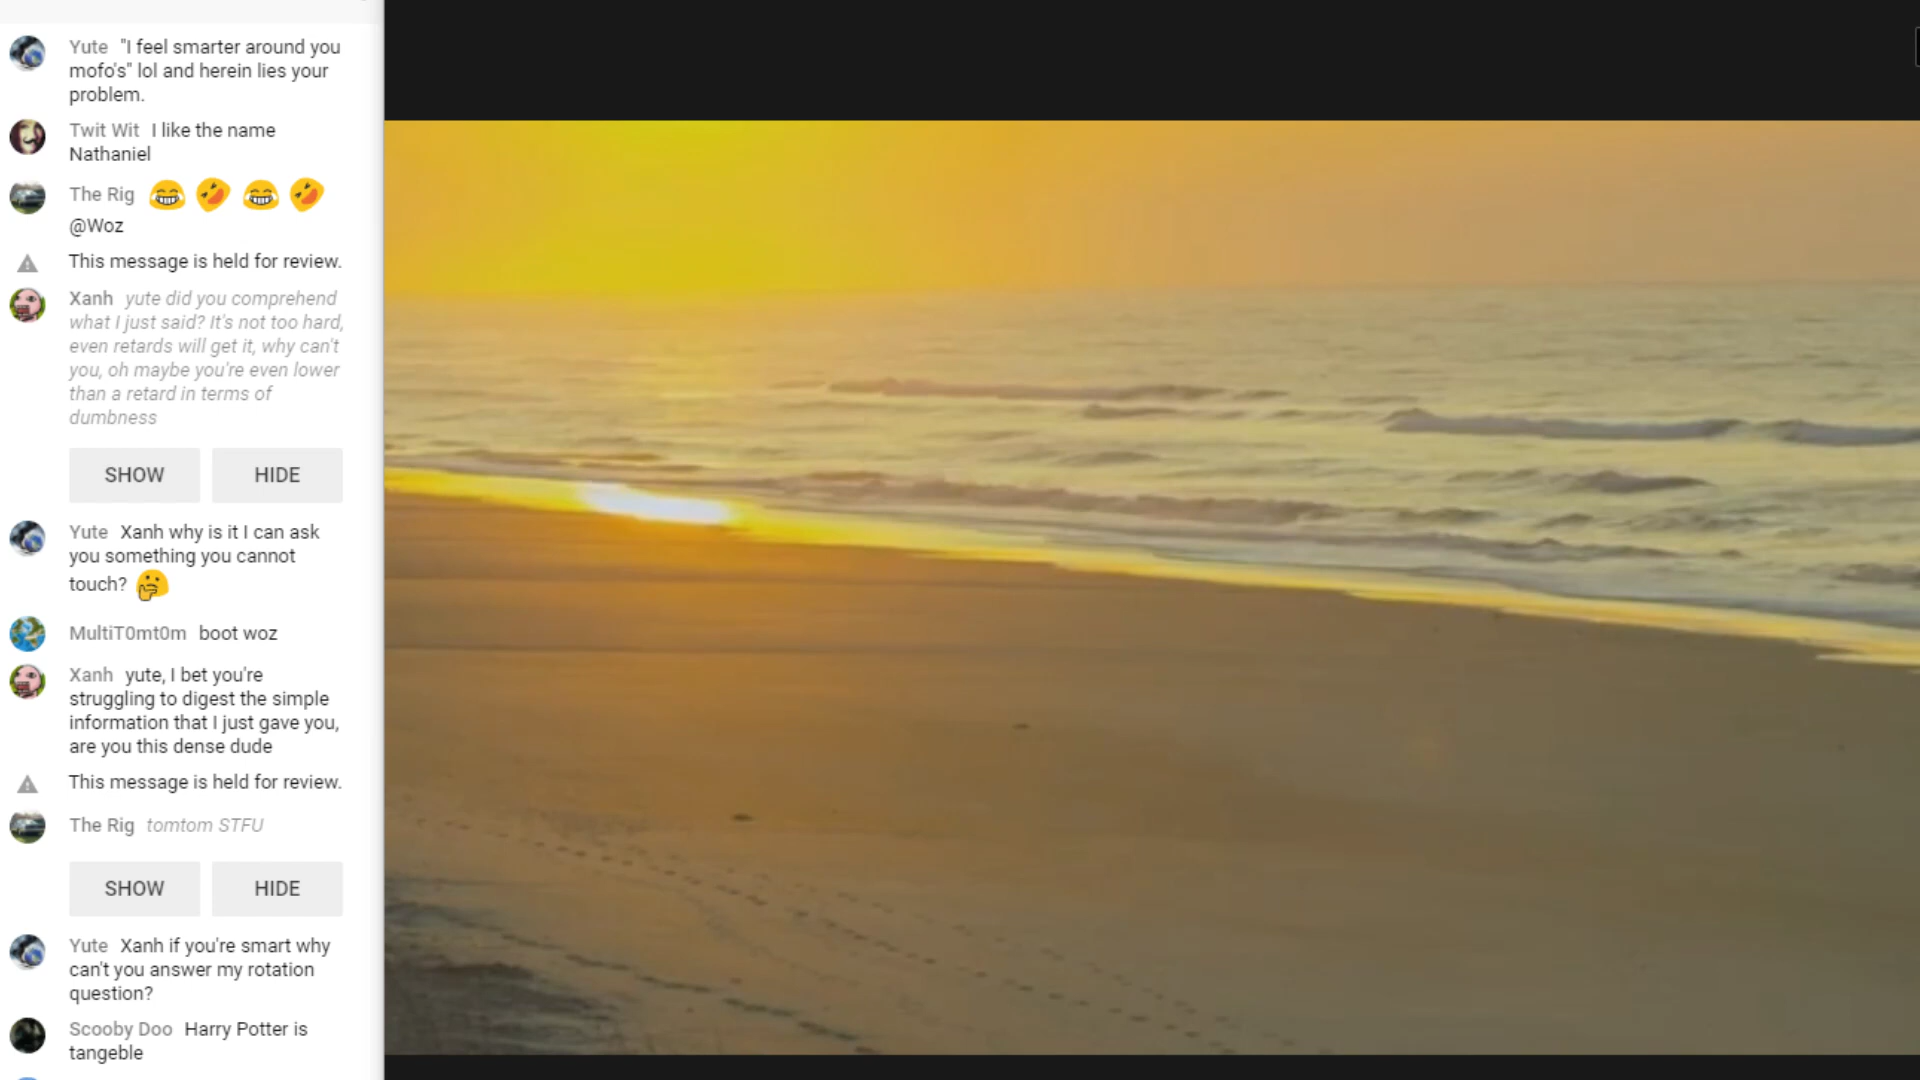 Yute "I feel smarter around you
mofo's" lol and herein lies your
problem.
Twit Wit I like the name
Nathaniel
The Rig 😂 🤣 😂 🤣
@Woz
This message is held for review.
Xanh yute did you comprehend
what I just said? It's not too hard,
even retards will get it, why can't
you, oh maybe you're even lower
than a retard in terms of
dumbness
SHOW HIDE
Yute Xanh why is it I can ask
you something you cannot
touch? 🤔
MultiT0mt0m boot woz
Xanh yute, I bet you're
struggling to digest the simple
information that I just gave you,
are you this dense dude
This message is held for review.
The Rig tomtom STFU
SHOW HIDE
Yute Xanh if you're smart why
can't you answer my rotation
question?
Scooby Doo Harry Potter is
tangeble